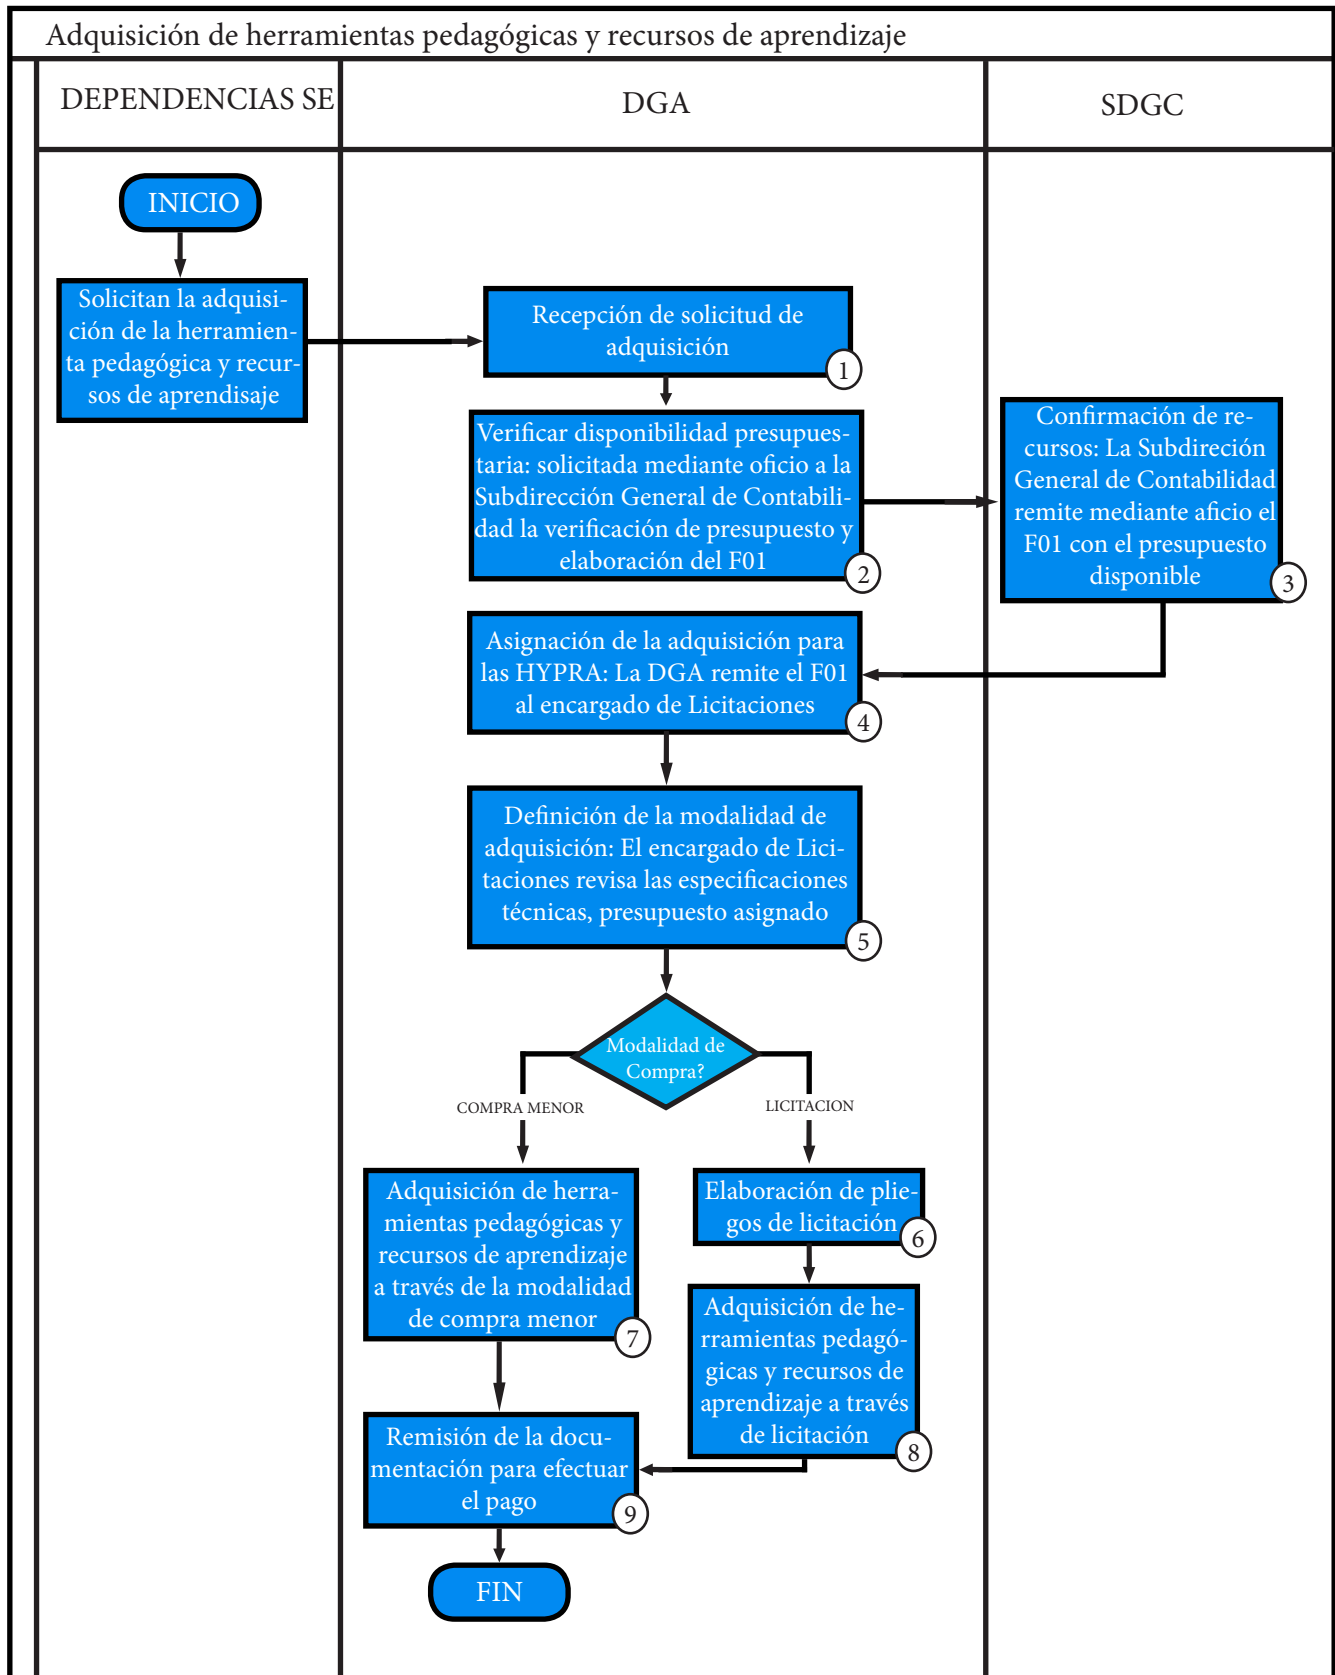 Adquisición de herramientas pedagógicas y recursos de aprendizaje
DEPENDENCIAS SE
DGA
SDGC
INICIO
Solicitan la adquisi-
ción de la herramien-
ta pedagógica y recur-
sos de aprendisaje
Recepción de solicitud de
adquisición
1
Verificar disponibilidad presupues-
taria: solicitada mediante oficio a la
Subdirección General de Contabili-
dad la verificación de presupuesto y
elaboración del F01
2
Confirmación de re-
cursos: La Subdireción
General de Contabilidad
remite mediante aficio el
F01 con el presupuesto
disponible
3
Asignación de la adquisición para
las HYPRA: La DGA remite el F01
al encargado de Licitaciones
4
Definición de la modalidad de
adquisición: El encargado de Lici-
taciones revisa las especificaciones
técnicas, presupuesto asignado
5
Modalidad de
Compra?
COMPRA MENOR
LICITACION
Adquisición de herra-
mientas pedagógicas y
recursos de aprendizaje
a través de la modalidad
de compra menor
7
Elaboración de plie-
gos de licitación
6
Adquisición de he-
rramientas pedagó-
gicas y recursos de
aprendizaje a través
de licitación
8
Remisión de la docu-
mentación para efectuar
el pago
9
FIN